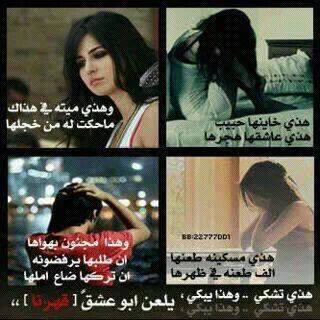 هذي خاينها حبيب
هذي عاشقها هجرها
وهذي ميته في هذاك
ماحكت له من خجلها
BB:22777DD1
هذي مسكينه طعنها
الف طعنه في ظهرها
وهذا مجنون بهواها
ان طلبها يرفضونه
ان تركها ضاع املها
هذي تشكي .. وهذا يبكي ؛ يلعن ابو عشقٍ [ قهرنا ] ،،